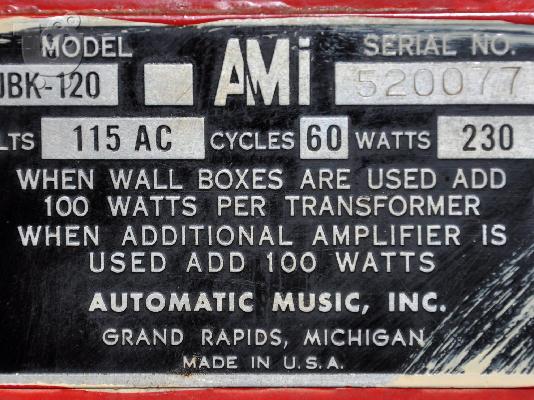 MODEL AMi SERIAL NO.
JBK-120 520077
LTS 115 AC CYCLES 60 WATTS 230
WHEN WALL BOXES ARE USED ADD
100 WATTS PER TRANSFORMER
WHEN ADDITIONAL AMPLIFIER IS
USED ADD 100 WATTS
AUTOMATIC MUSIC, INC.
GRAND RAPIDS, MICHIGAN
MADE IN U.S.A.